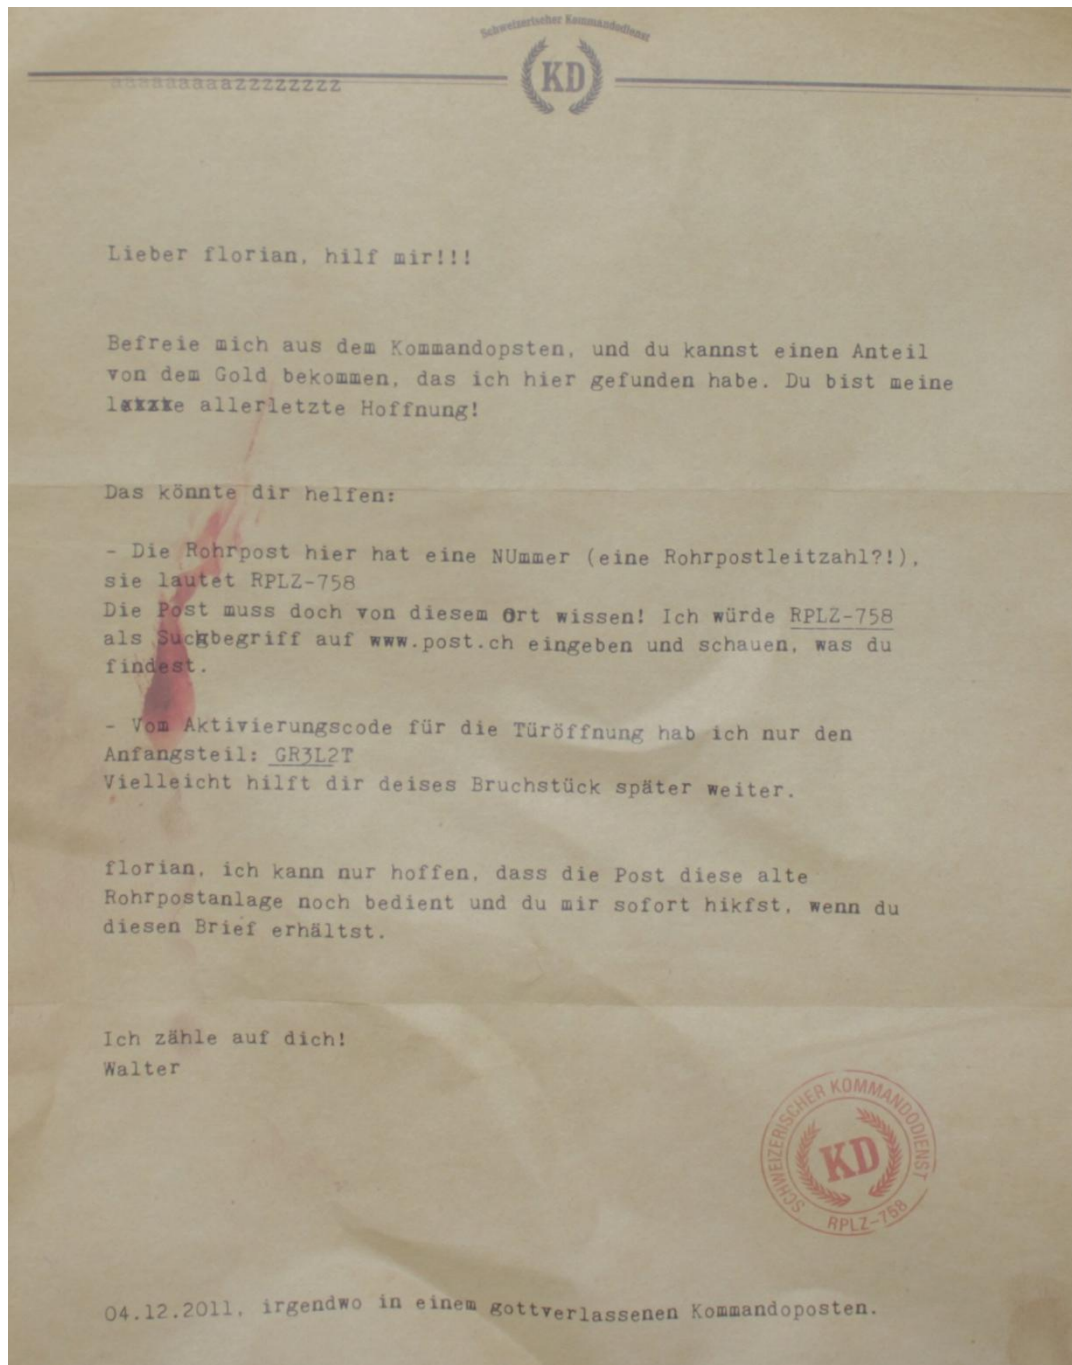 Schweizerischer Kommandodienst
KD
aaaaaaaaazzzzzzzz
Lieber florian, hilf mir!!!
Befreie mich aus dem Kommandopsten, und du kannst einen Anteil
von dem Gold bekommen, das ich hier gefunden habe. Du bist meine
allerletzte Hoffnung!
Das könnte dir helfen:
- Die Rohrpost hier hat eine NUmmer (eine Rohrpostleitzahl?!),
sie lautet RPLZ-758
Die Post muss doch von diesem Ort wissen! Ich würde RPLZ-758
als Suchbegriff auf www.post.ch eingeben und schauen, was du
findest.
- Vom Aktivierungscode für die Türöffnung hab ich nur den
Anfangsteil: GR3L2T
Vielleicht hilft dir deises Bruchstück später weiter.
florian, ich kann nur hoffen, dass die Post diese alte
Rohrpostanlage noch bedient und du mir sofort hikfst, wenn du
diesen Brief erhältst.
Ich zähle auf dich!
Walter
SCHWEIZERISCHER KOMMANDODIENST
KD
RPLZ-758
04.12.2011, irgendwo in einem gottverlassenen Kommandoposten.